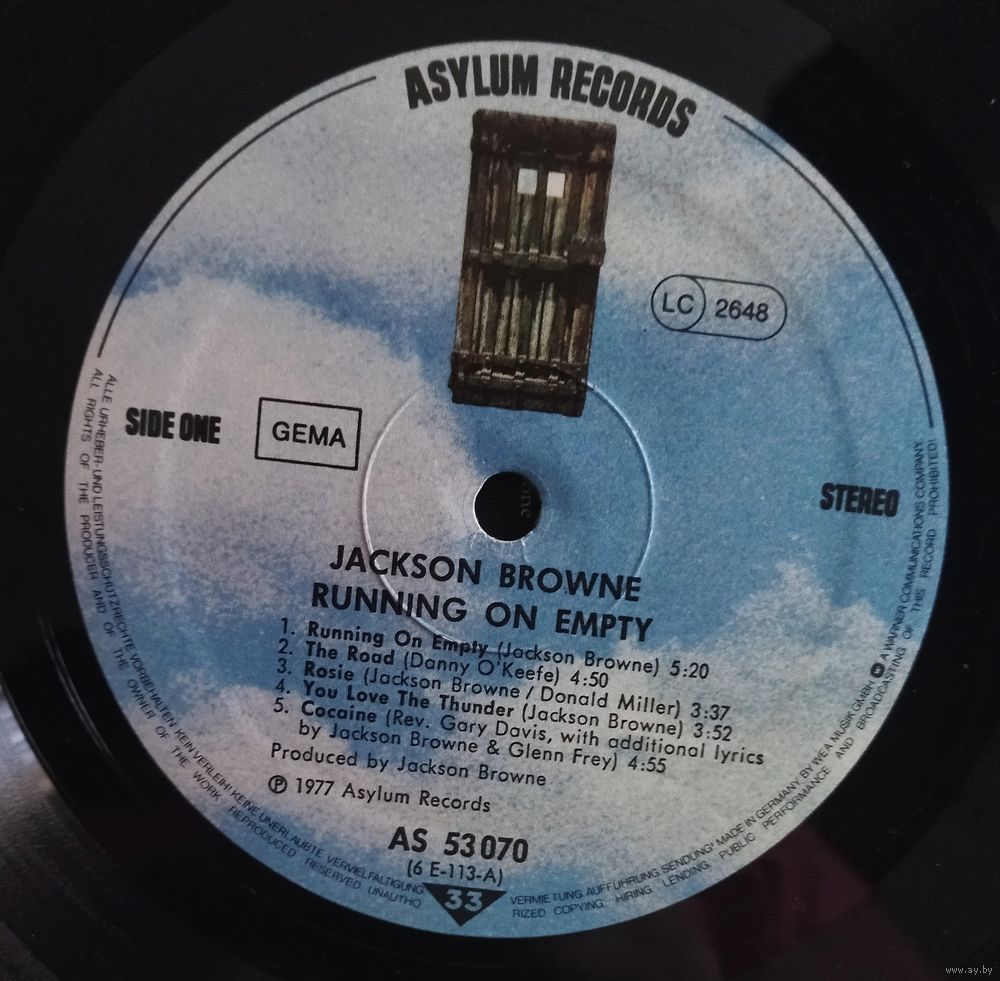 ASYLUM RECORDS
LC 2648
SIDE ONE
GEMA
STEREO
one
JACKSON BROWNE
RUNNING ON EMPTY
1. Running On Empty (Jackson Browne) 5:20
2. The Road (Danny O'Keefe) 4:50
3. Rosie (Jackson Browne / Donald Miller) 3:37
4. You Love The Thunder (Jackson Browne) 3:52
5. Cocaine (Rev. Gary Davis, with additional lyrics
by Jackson Browne & Glenn Frey) 4:55
Produced by Jackson Browne
℗ 1977 Asylum Records
AS 53 070
(6 E-113-A)
33
ALLE URHEBER- UND LEISTUNGSSCHUTZRECHTE VORBEHALTEN. KEIN VERLEIH! KEINE UNERLAUBTE VERVIELFÄLTIGUNG VERMIETUNG. AUFFÜHRUNG. SENDUNG! MADE IN GERMANY BY WEA MUSIK GMBH A WARNER COMMUNICATIONS COMPANY
ALL RIGHTS OF THE PRODUCER AND OF THE OWNER OF THE WORK REPRODUCED RESERVED UNAUTHORIZED COPYING. HIRING. LENDING. PUBLIC PERFORMANCE AND BROADCASTING OF THIS RECORD PROHIBITED!
www.ay.by